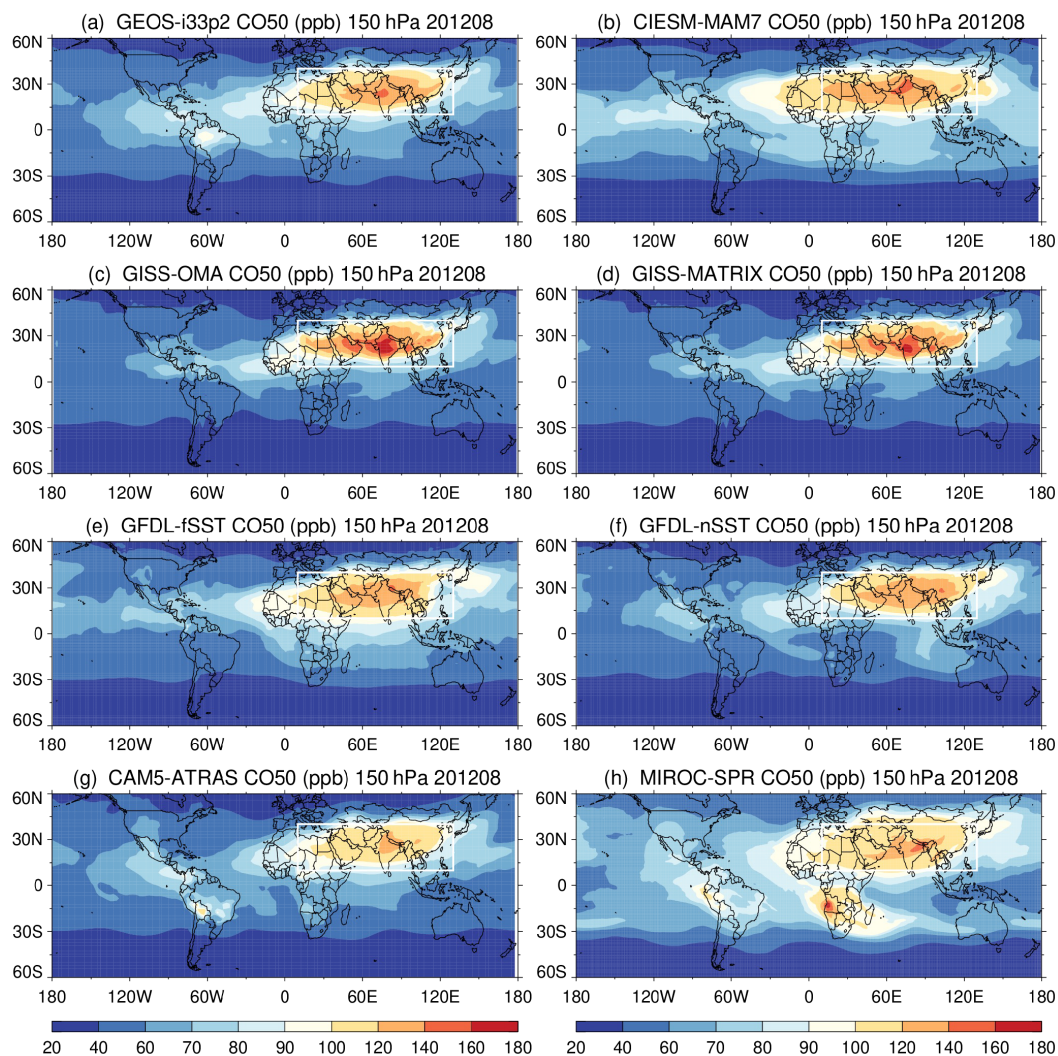 (a) GEOS-i33p2 CO50 (ppb) 150 hPa 201208
(b) CIESM-MAM7 CO50 (ppb) 150 hPa 201208
60N
30N
0
30S
60S
180 120W 60W 0 60E 120E 180
60N
30N
0
30S
60S
180 120W 60W 0 60E 120E 180
(c) GISS-OMA CO50 (ppb) 150 hPa 201208
(d) GISS-MATRIX CO50 (ppb) 150 hPa 201208
60N
30N
0
30S
60S
180 120W 60W 0 60E 120E 180
60N
30N
0
30S
60S
180 120W 60W 0 60E 120E 180
(e) GFDL-fSST CO50 (ppb) 150 hPa 201208
(f) GFDL-nSST CO50 (ppb) 150 hPa 201208
60N
30N
0
30S
60S
180 120W 60W 0 60E 120E 180
60N
30N
0
30S
60S
180 120W 60W 0 60E 120E 180
(g) CAM5-ATRAS CO50 (ppb) 150 hPa 201208
(h) MIROC-SPR CO50 (ppb) 150 hPa 201208
60N
30N
0
30S
60S
180 120W 60W 0 60E 120E 180
60N
30N
0
30S
60S
180 120W 60W 0 60E 120E 180
20 40 60 70 80 90 100 120 140 160 180
20 40 60 70 80 90 100 120 140 160 180